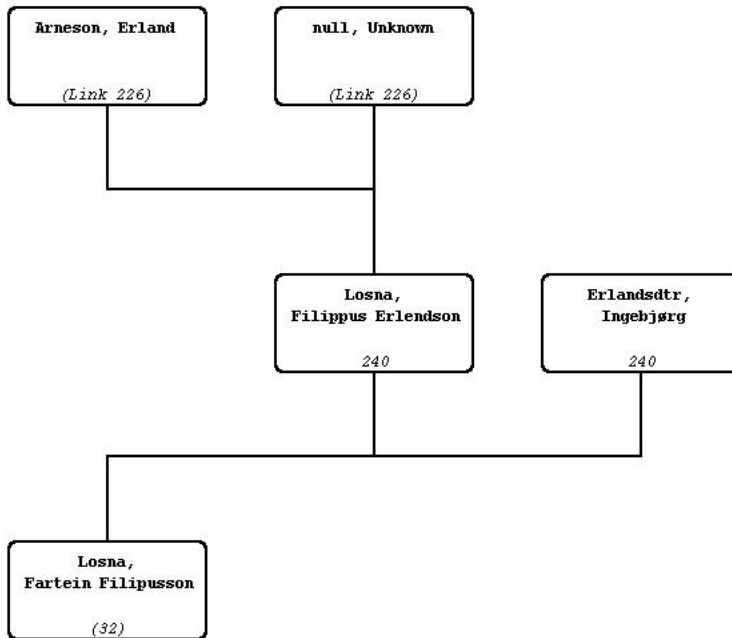 Arneson, Erland
(Link 226)
null, Unknown
(Link 226)
Losna,
Filippus Erlendson
240
Erlandsdtr,
Ingebjørg
240
Losna,
Fartein Filipusson
(32)